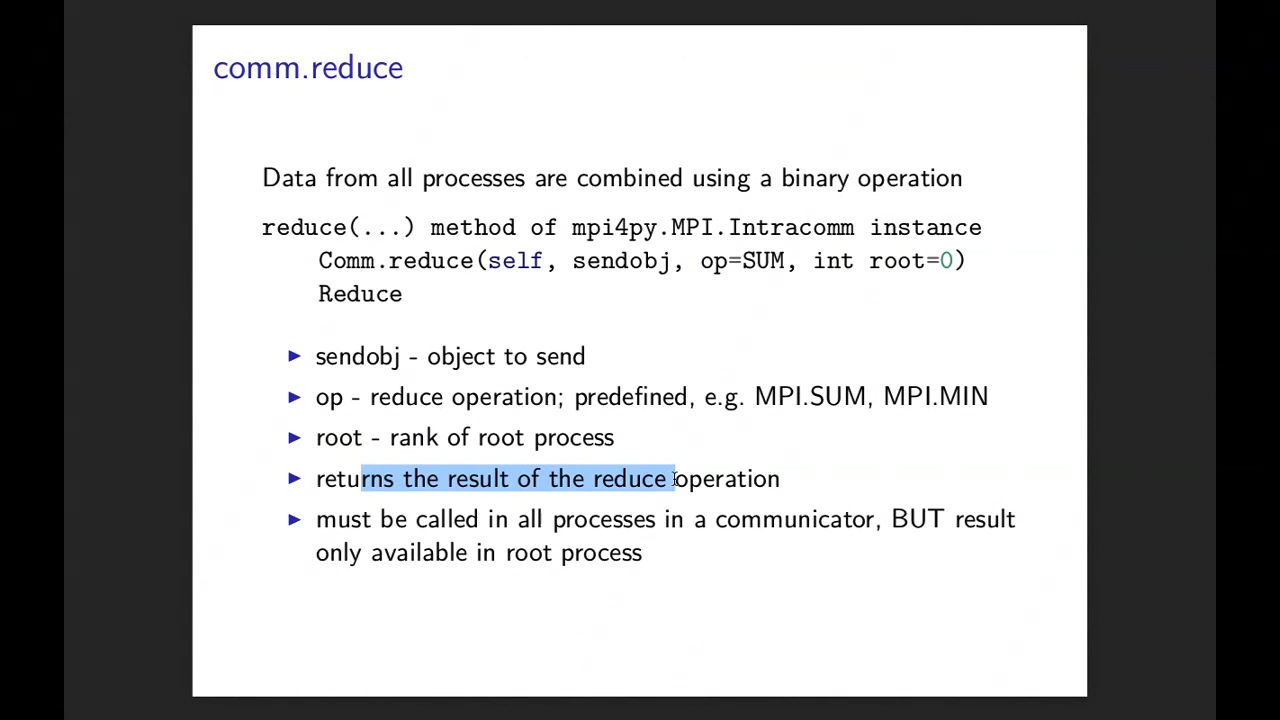 comm.reduce
Data from all processes are combined using a binary operation
reduce(...) method of mpi4py.MPI.Intracomm instance
Comm.reduce(self, sendobj, op=SUM, int root=0)
Reduce
▶ sendobj - object to send
▶ op - reduce operation; predefined, e.g. MPI.SUM, MPI.MIN
▶ root - rank of root process
▶ returns the result of the reduce operation
▶ must be called in all processes in a communicator, BUT result
only available in root process